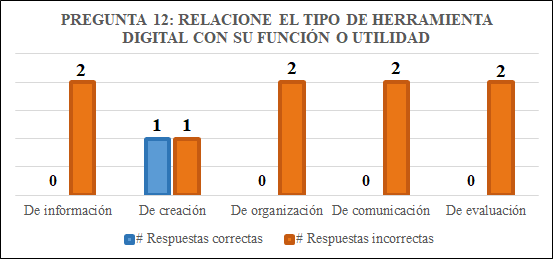 PREGUNTA 12: RELACIONE EL TIPO DE HERRAMIENTA
DIGITAL CON SU FUNCIÓN O UTILIDAD
2 2 2 2
1 1
0 0 0 0
De información De creación De organización De comunicación De evaluación
# Respuestas correctas # Respuestas incorrectas